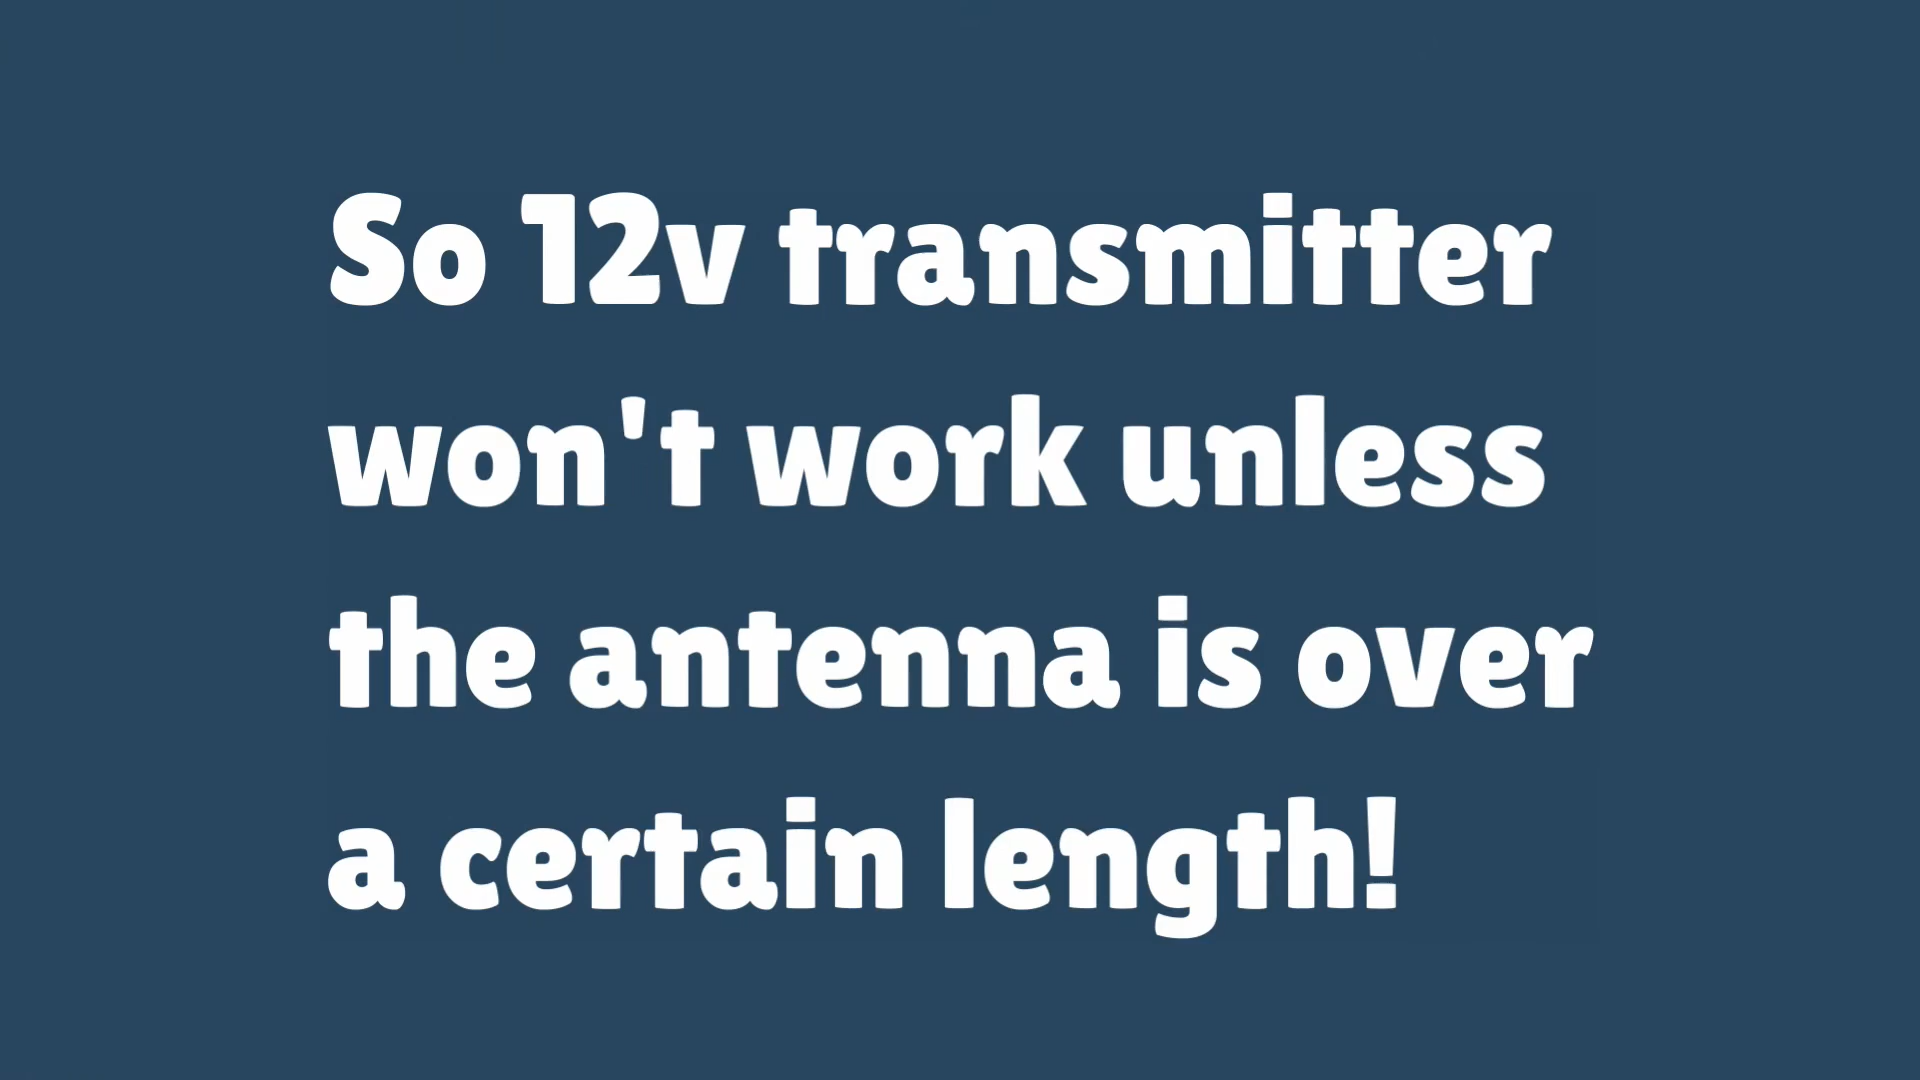 So 12v transmitter
won't work unless
the antenna is over
a certain length!